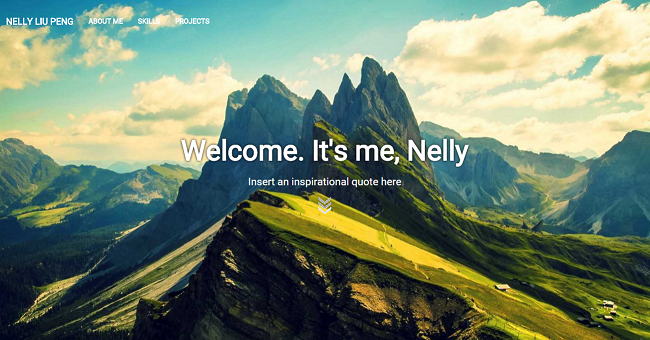 NELLY LIU PENG ABOUT ME SKILLS PROJECTS
Welcome. It's me, Nelly
Insert an inspirational quote here